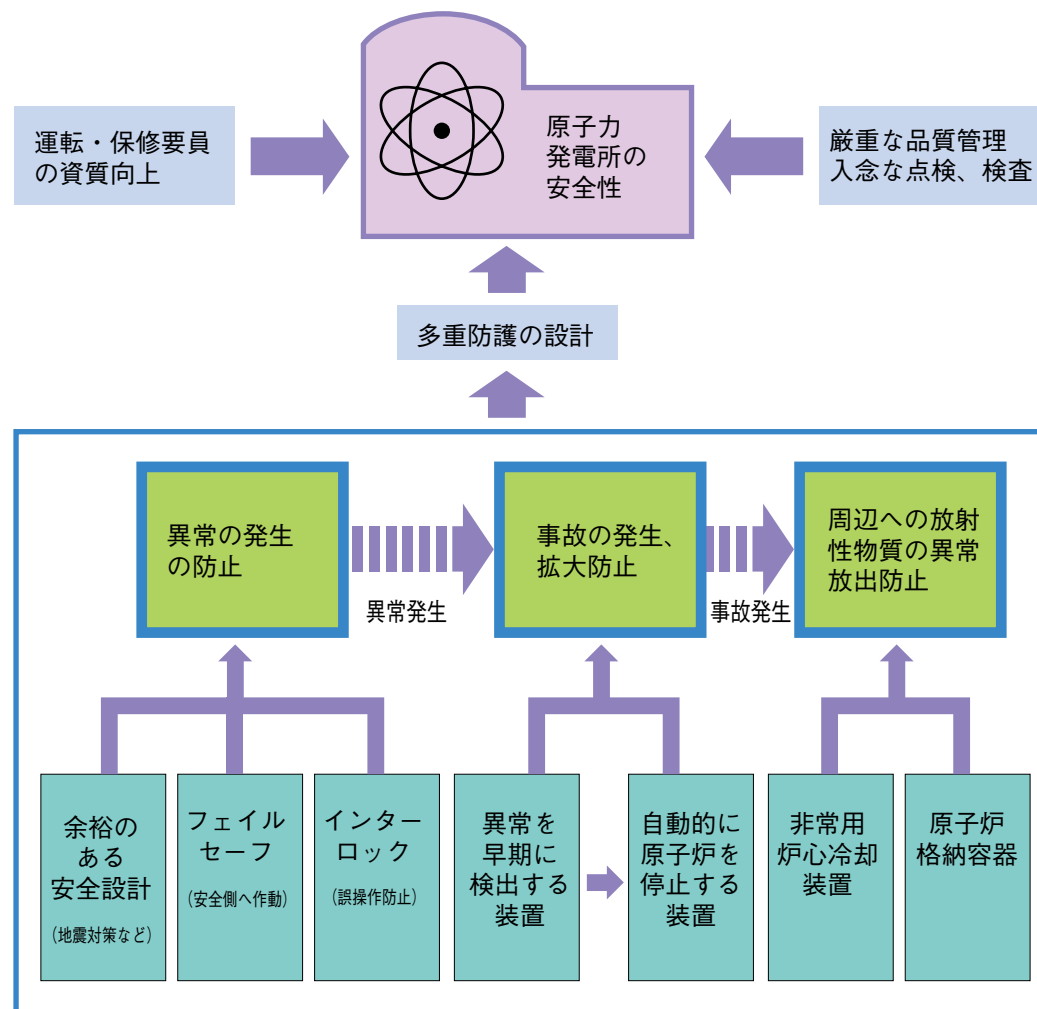 原子力
発電所の
安全性
運転・保修要員
の資質向上
厳重な品質管理
入念な点検、検査
多重防護の設計
異常の発生
の防止
異常発生
事故の発生、
拡大防止
事故発生
周辺への放射
性物質の異常
放出防止
余裕の
ある
安全設計
(地震対策など)
フェイル
セーフ
(安全側へ作動)
インター
ロック
(誤操作防止)
異常を
早期に
検出する
装置
自動的に
原子炉を
停止する
装置
非常用
炉心冷却
装置
原子炉
格納容器